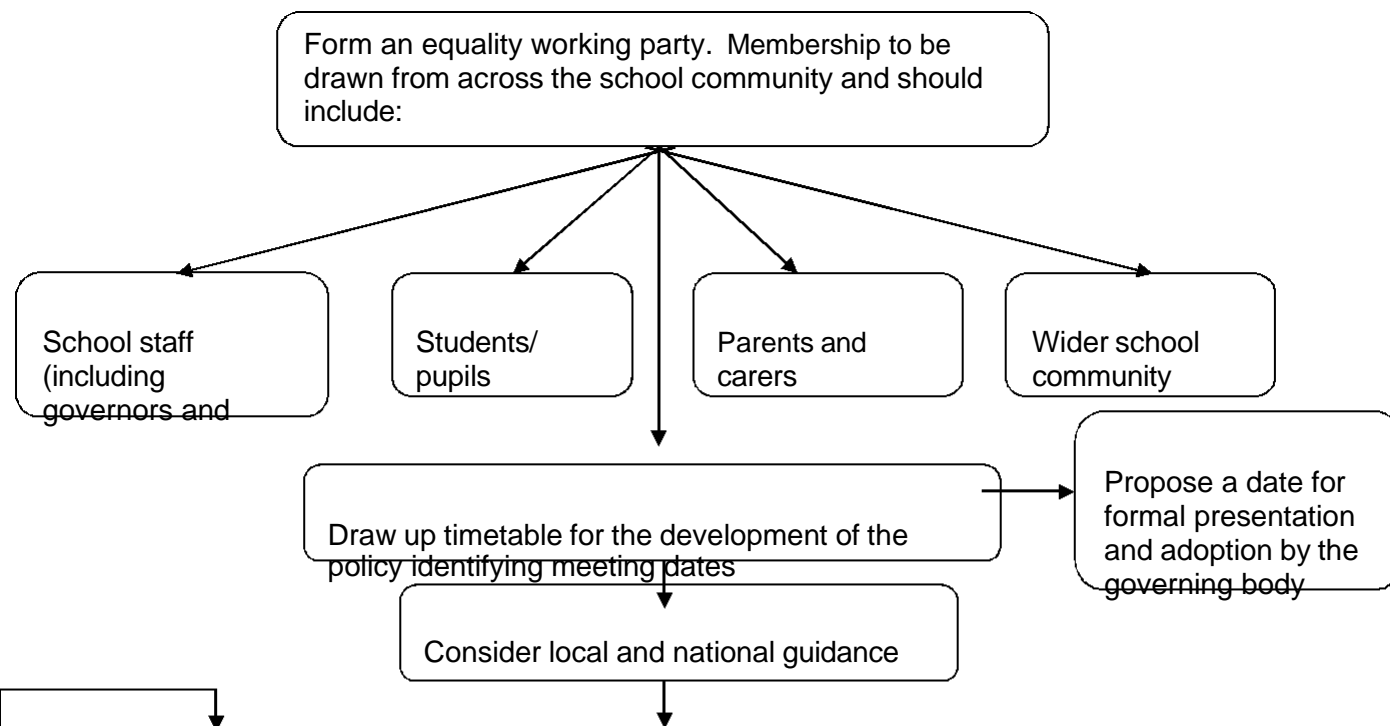 Form an equality working party. Membership to be
drawn from across the school community and should
include:
School staff
(including
governors and
Students/
pupils
Parents and
carers
Wider school
community
Draw up timetable for the development of the
policy identifying meeting dates
Propose a date for
formal presentation
and adoption by the
governing body
Consider local and national guidance